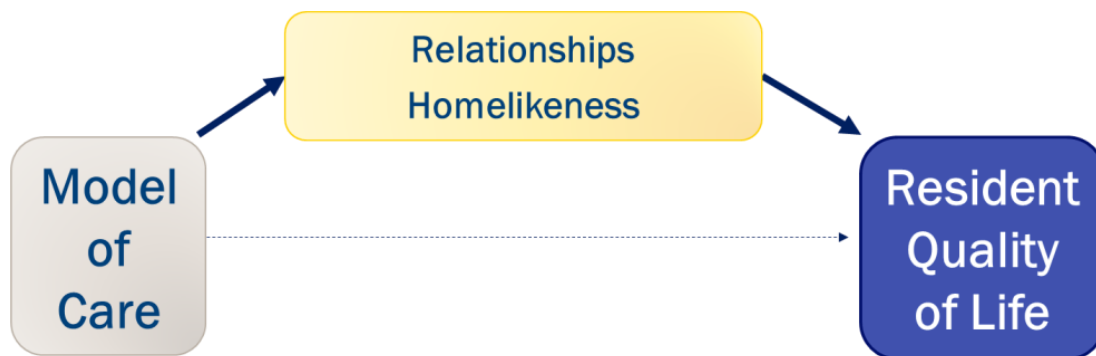 Relationships
Homelikeness
Model
of
Care
Resident
Quality
of Life